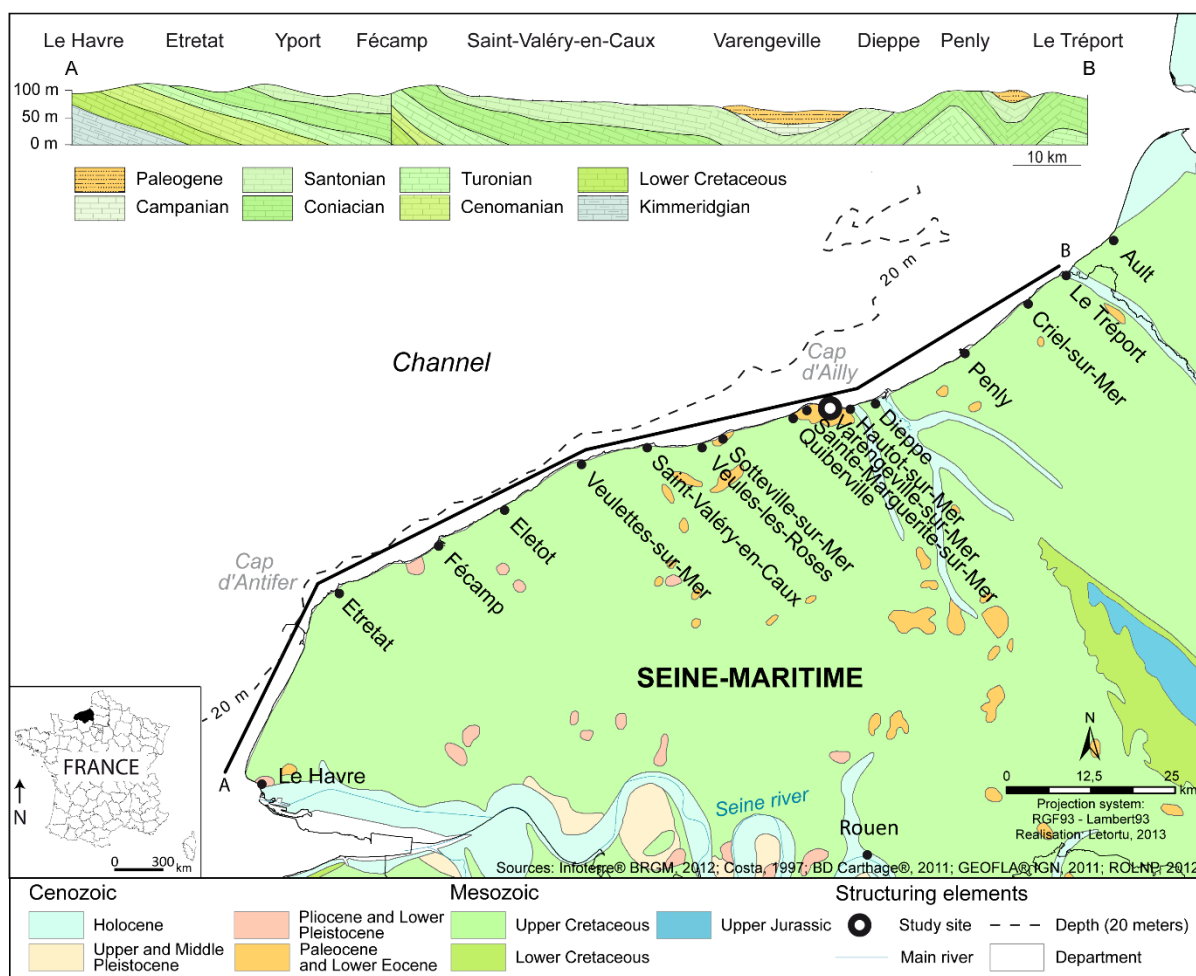 Le Havre Etretat Yport Fécamp Saint-Valéry-en-Caux Varengeville Dieppe Penly Le Tréport
A B
100 m
50 m
0 m
10 km
Paleogene Santonian Turonian Lower Cretaceous
Campanian Coniacian Cenomanian Kimmeridgian
20 m
B
Ault
Le Tréport
Criel-sur-Mer
Penly
Channel
Cap
d'Ailly
Dieppe
Hautot-sur-Mer
Varengeville-sur-Mer
Sainte-Marguerite-sur-Mer
Quiberville
Sotteville-sur-Mer
Veules-les-Roses
Saint-Valéry-en-Caux
Veulettes-sur-Mer
Eletot
Fécamp
Cap
d'Antifer
Etretat
SEINE-MARITIME
20 m
A
Le Havre
Seine river
Rouen
FRANCE
N
0 300
km
N
0 12,5 25
km
Projection system:
RGF93 - Lambert93
Realisation: Letortu, 2013
Sources: Infoterre® BRGM, 2012; Costa, 1997; BD Carthage®, 2011; GEOFLA® IGN, 2011; ROLNP, 2012
Cenozoic Mesozoic Structuring elements
Holocene Pliocene and Lower Pleistocene Upper Cretaceous Upper Jurassic Study site Depth (20 meters)
Upper and Middle Pleistocene Paleocene and Lower Eocene Lower Cretaceous Main river Department